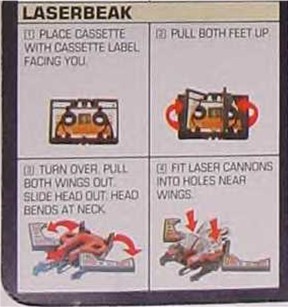 LASERBEAK
[1] PLACE CASSETTE
WITH CASSETTE LABEL
FACING YOU.
[2] PULL BOTH FEET UP
[3] TURN OVER, PULL
BOTH WINGS OUT.
SLIDE HEAD OUT. HEAD
BENDS AT NECK.
[4] FIT LASER CANNONS
INTO HOLES NEAR
WINGS.